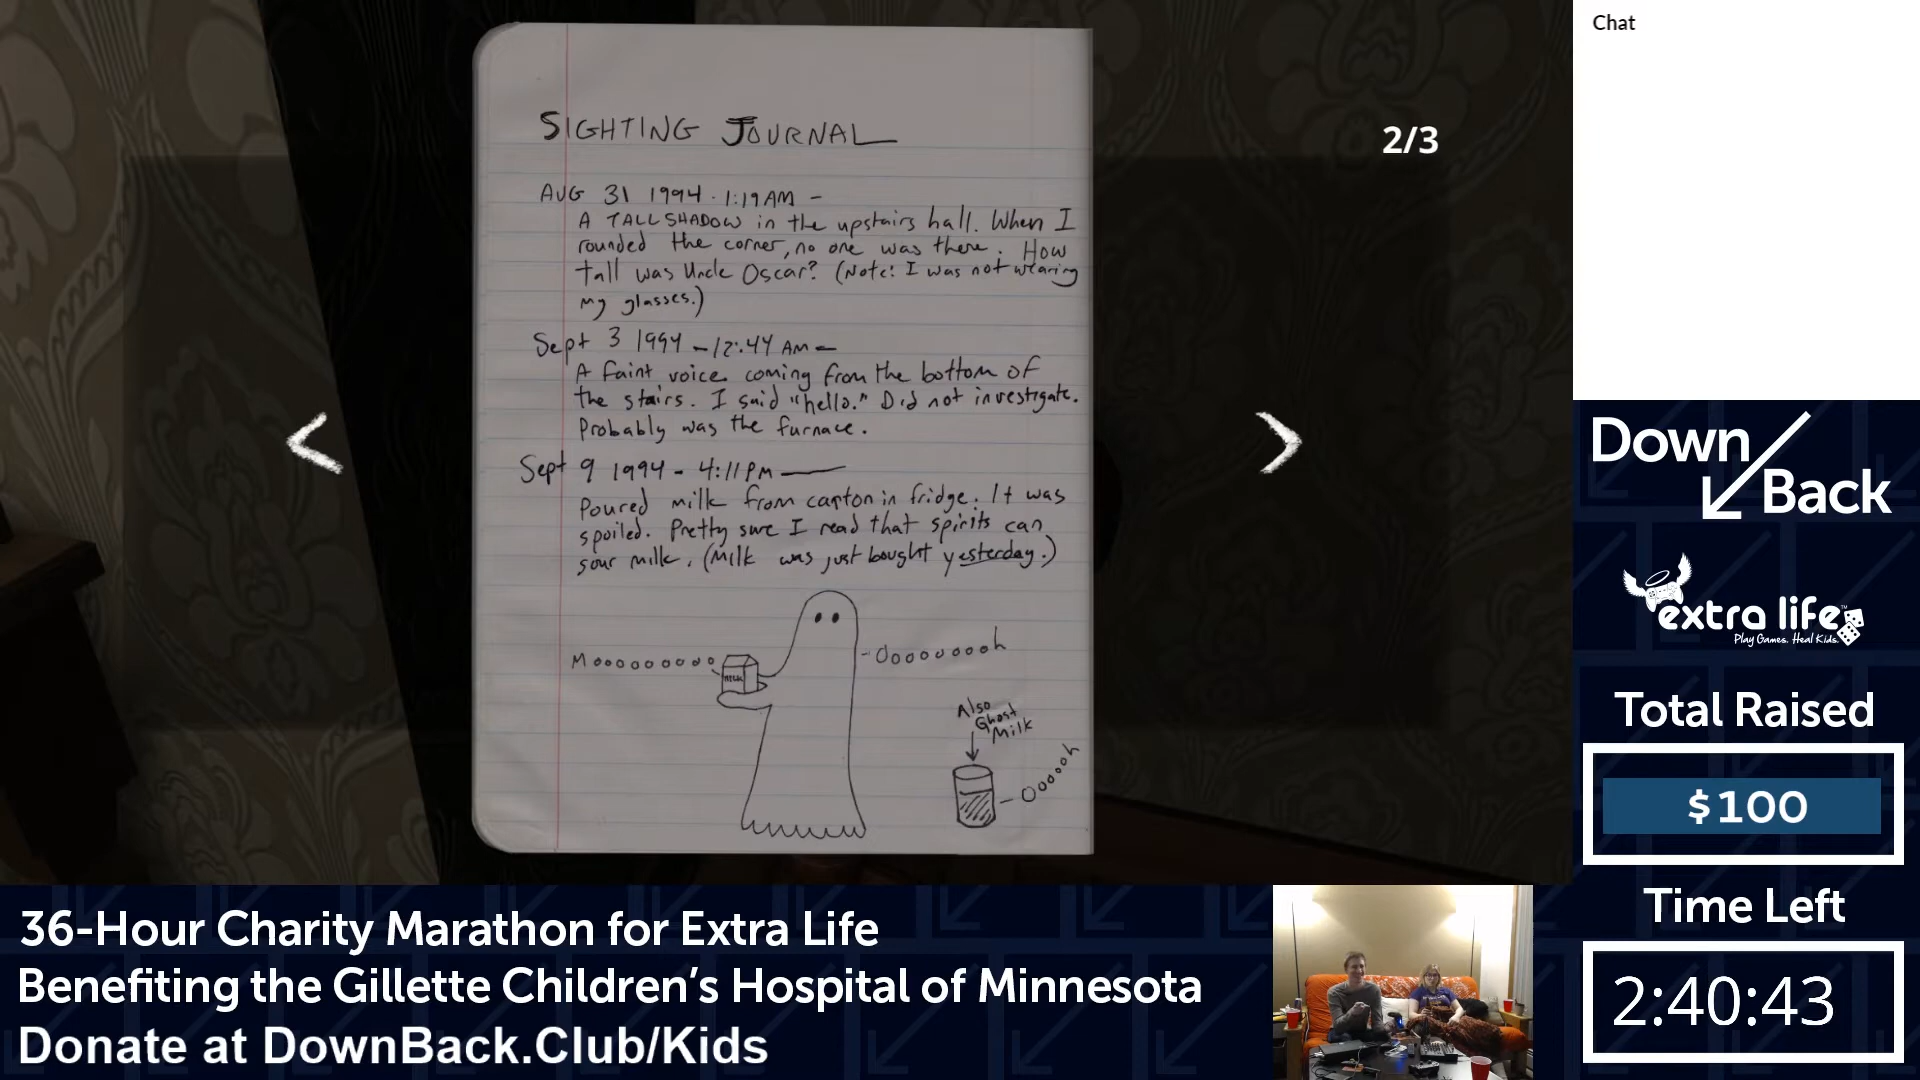 SIGHTING JOURNAL
AUG 31 1994 - 1:19AM -
A TALL SHADOW in the upstairs hall. When I
rounded the corner, no one was there. How
tall was Uncle Oscar? (Note: I was not wearing
my glasses.)
Sept 3 1994 - 12:44 AM -
A faint voice coming from the bottom of
the stairs. I said "hello." Did not investigate.
Probably was the furnace.
Sept 9 1994 - 4:11PM -
Poured milk from carton in fridge. It was
spoiled. Pretty sure I read that spirits can
sour milk. (Milk was just bought yesterday.)
Mooooooooo
MILK
-Oooooooh
Also
Ghost
Milk
-Oooooh
2/3
<
>
Chat
Down
Back
extra life™
Play Games. Heal Kids.
Total Raised
$100
Time Left
2:40:43
36-Hour Charity Marathon for Extra Life
Benefiting the Gillette Children's Hospital of Minnesota
Donate at DownBack.Club/Kids